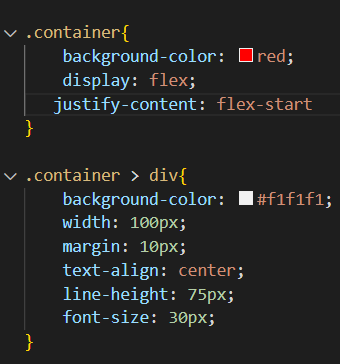 .container{
background-color: red;
display: flex;
justify-content: flex-start
}
.container > div{
background-color: #f1f1f1;
width: 100px;
margin: 10px;
text-align: center;
line-height: 75px;
font-size: 30px;
}